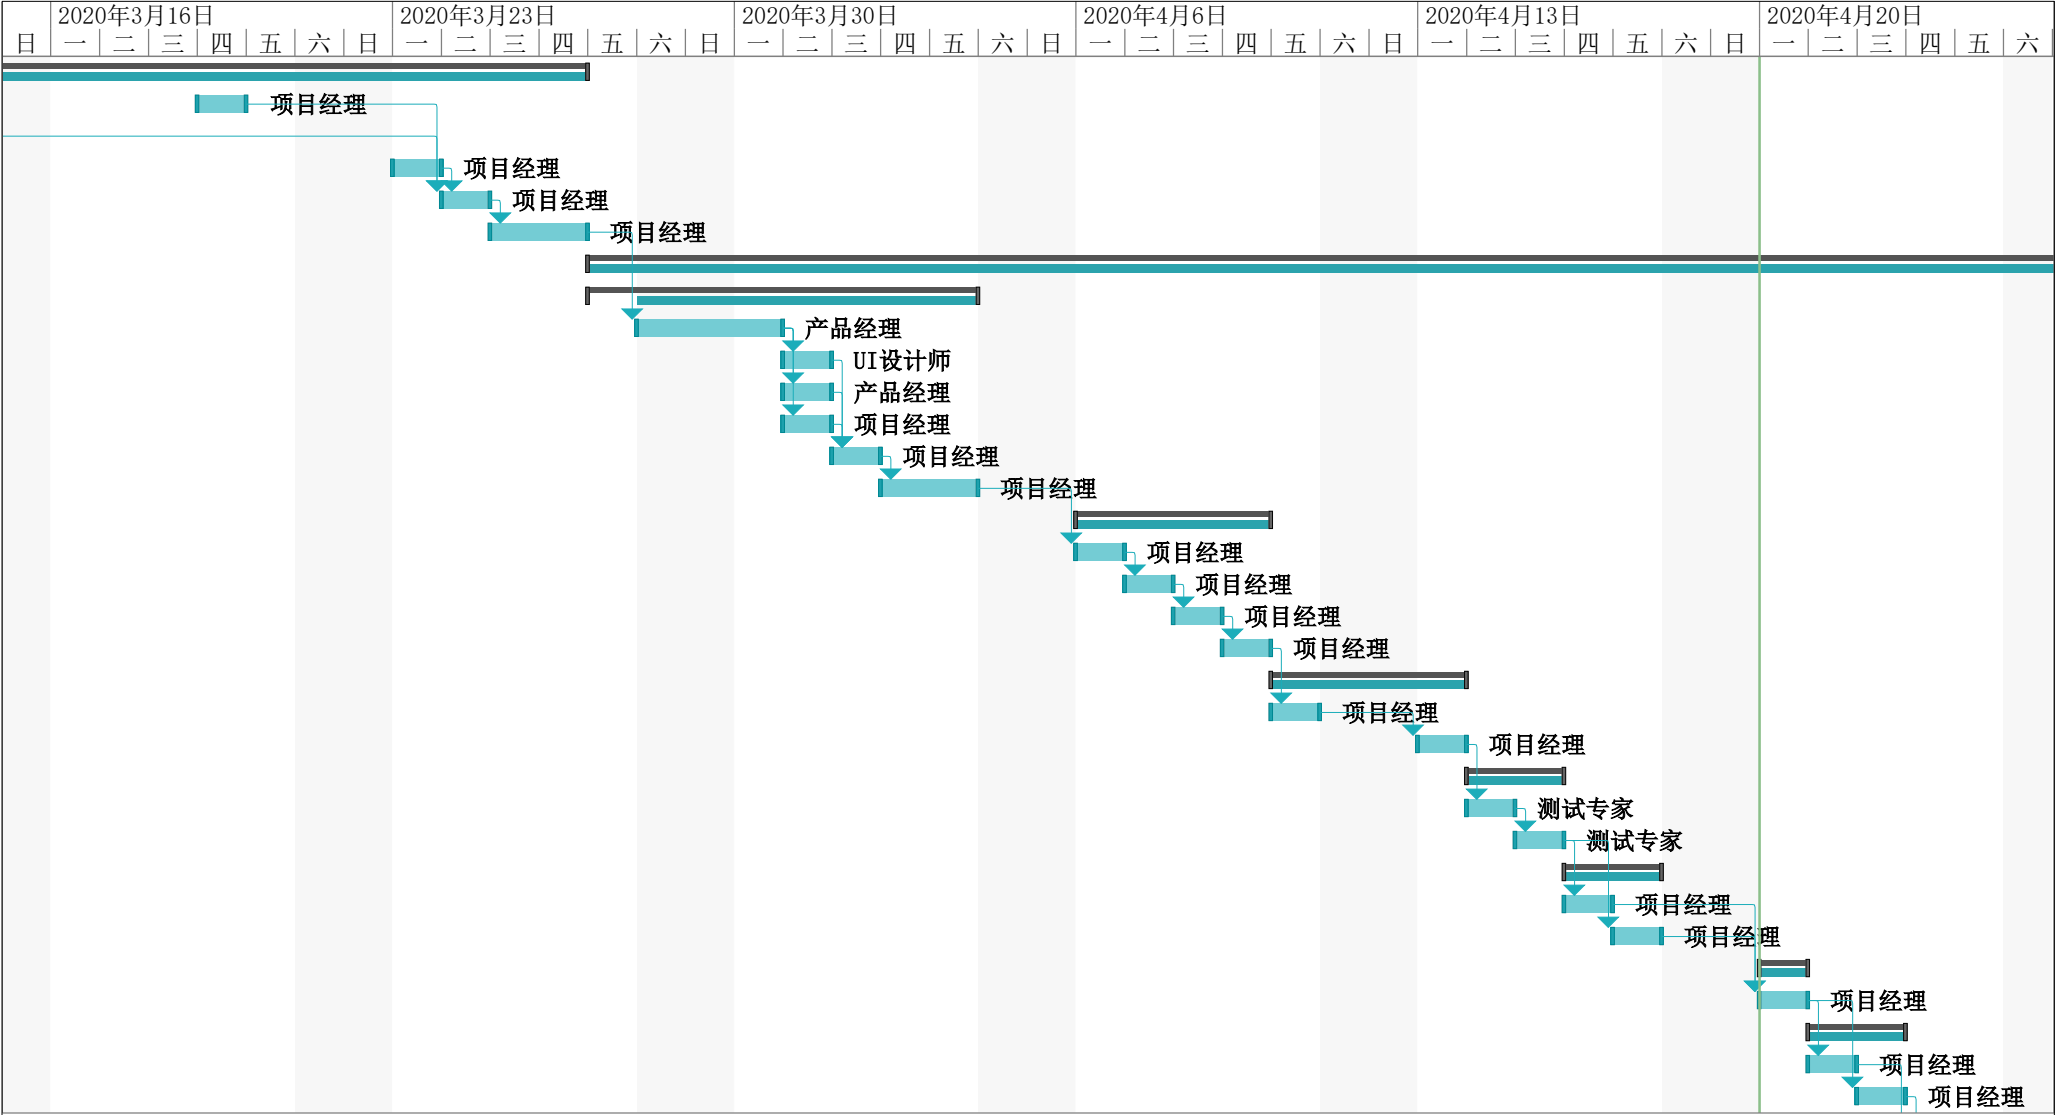 2020年3月16日 2020年3月23日 2020年3月30日 2020年4月6日 2020年4月13日 2020年4月20日
日 一 二 三 四 五 六 日 一 二 三 四 五 六 日 一 二 三 四 五 六 日 一 二 三 四 五 六 日 一 二 三 四 五 六 日 一 二 三 四 五 六
项目经理
项目经理
项目经理
项目经理
产品经理
UI设计师
产品经理
项目经理
项目经理
项目经理
项目经理
项目经理
项目经理
项目经理
项目经理
项目经理
测试专家
测试专家
项目经理
项目经理
项目经理
项目经理
项目经理